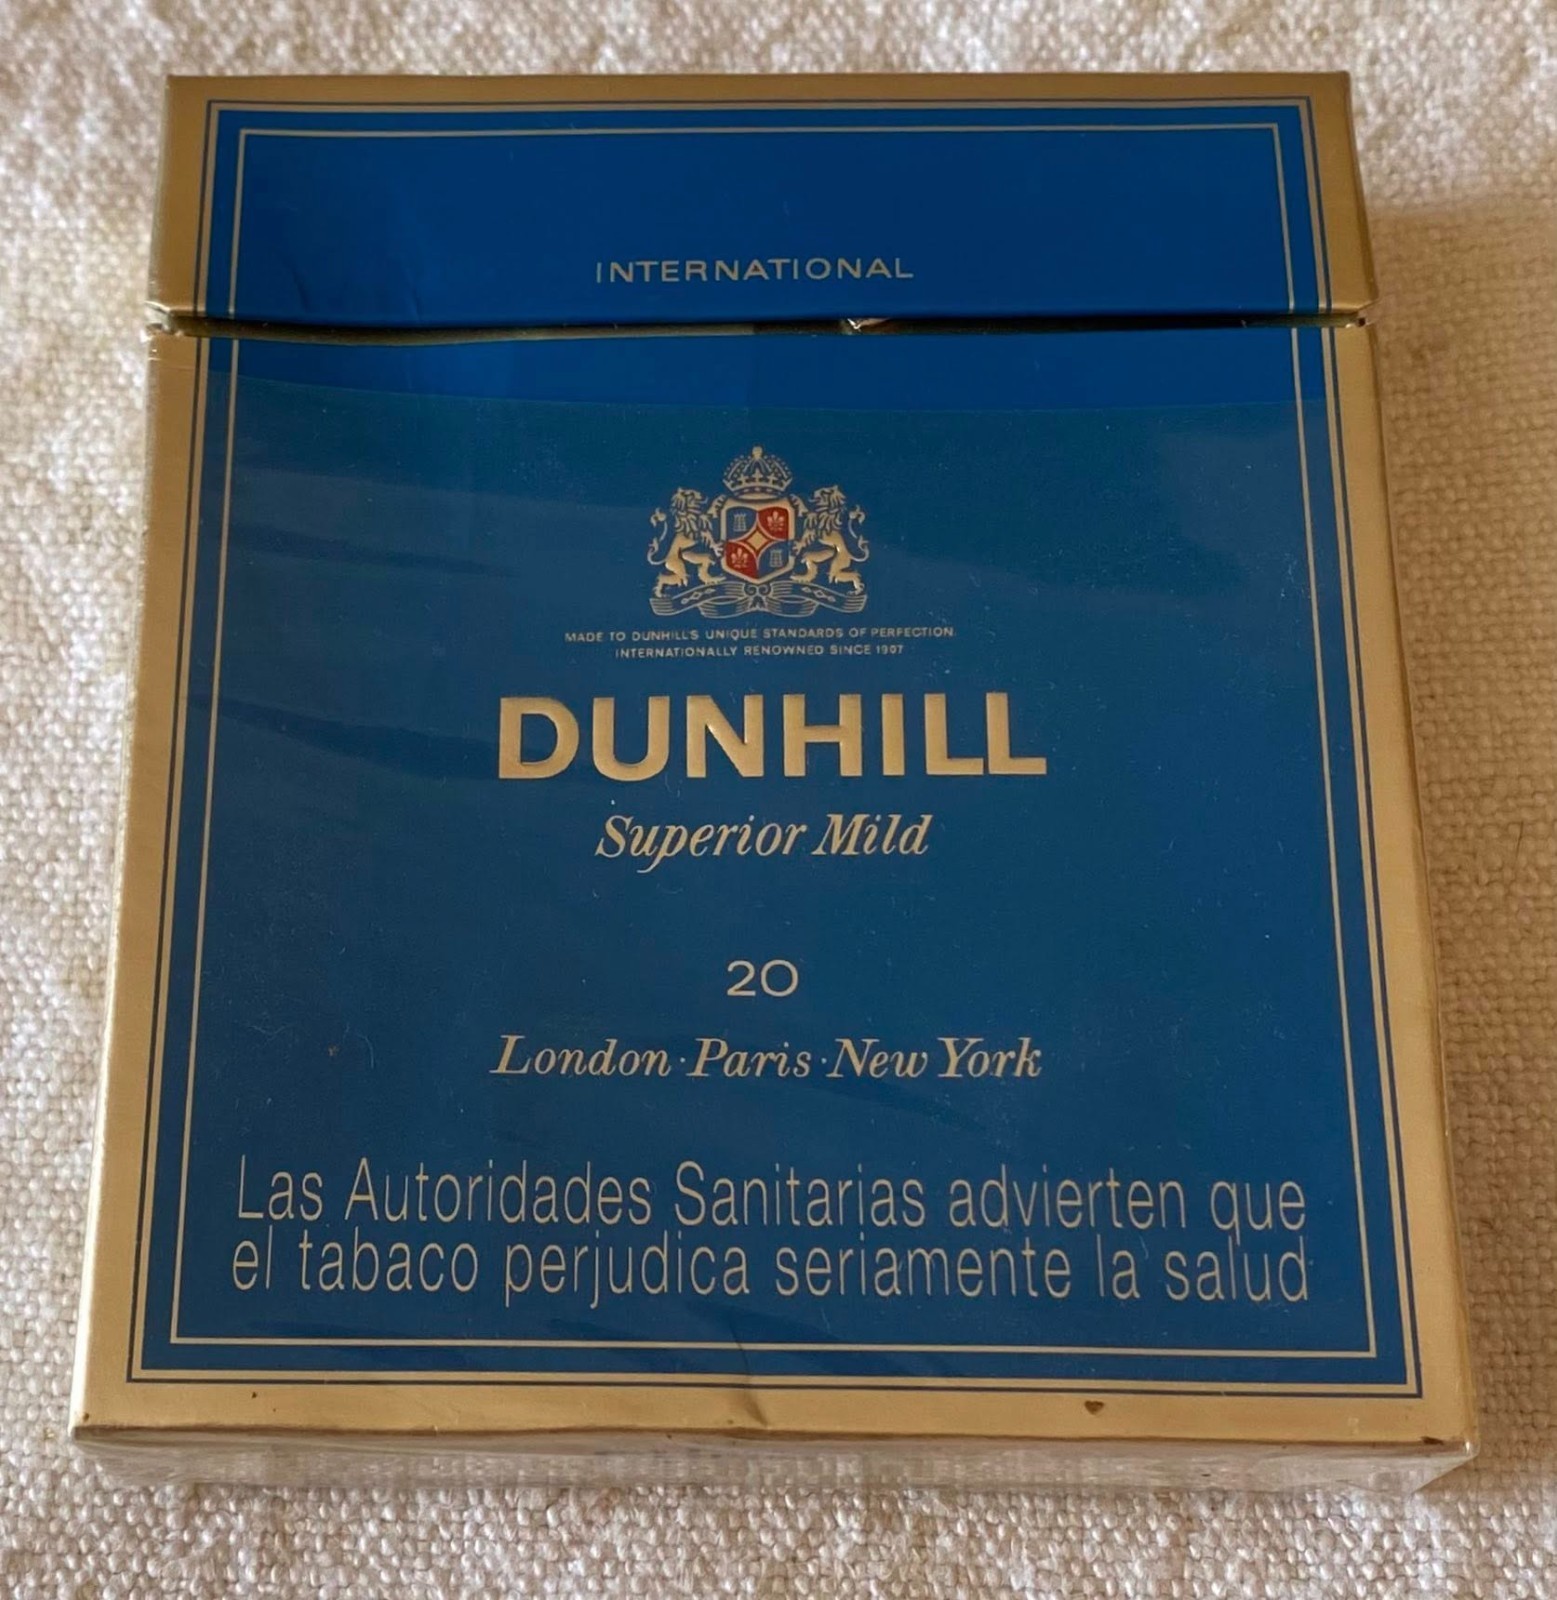 INTERNATIONAL
MADE TO DUNHILL'S UNIQUE STANDARDS OF PERFECTION.
INTERNATIONALLY RENOWNED SINCE 1907
DUNHILL
Superior Mild
20
London · Paris · New York
Las Autoridades Sanitarias advierten que
el tabaco perjudica seriamente la salud